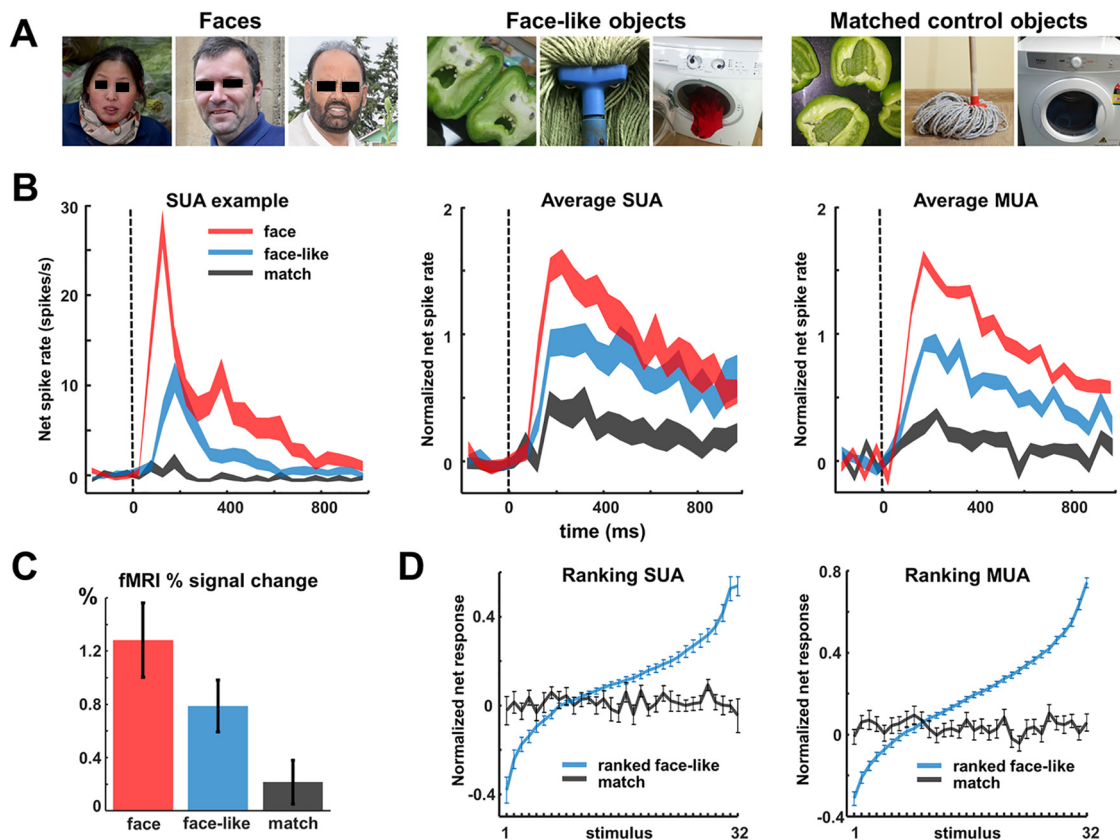 A
Faces
Face-like objects
Matched control objects
B
SUA example
Average SUA
Average MUA
Net spike rate (spikes/s)
30
20
10
0
face
face-like
match
0
400
800
Normalized net spike rate
2
1
0
0
400
800
time (ms)
Normalized net spike rate
2
1
0
0
400
800
C
fMRI % signal change
%
1.2
0.8
0.4
0
face
face-like
match
D
Ranking SUA
Normalized net response
0.4
0
-0.4
ranked face-like
match
1
stimulus
32
Ranking MUA
Normalized net response
0.8
0.4
0
-0.4
ranked face-like
match
1
stimulus
32